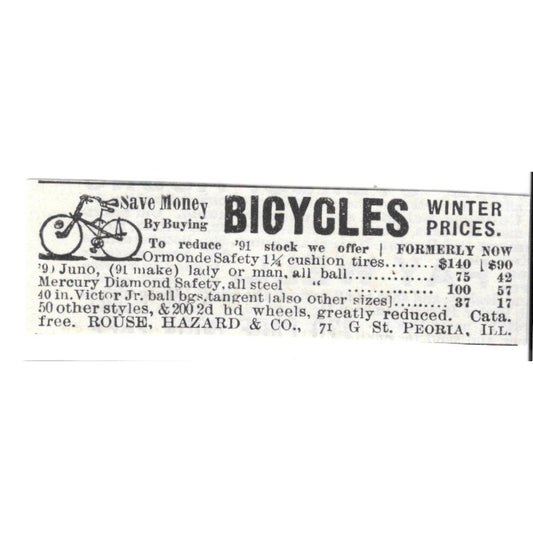 Save Money
By Buying
BICYCLES
WINTER
PRICES.
To reduce '91 stock we offer | FORMERLY NOW
Ormonde Safety 1¼ cushion tires........ $140 | $90
'91 Juno, (91 make) lady or man, all ball........ 75 42
Mercury Diamond Safety, all steel " ............ 100 57
40 in. Victor Jr. ball bgs. tangent [also other sizes].......... 37 17
50 other styles, & 200 2d hd wheels, greatly reduced. Cata.
free. ROUSE, HAZARD & CO., 71 G St. PEORIA, ILL.